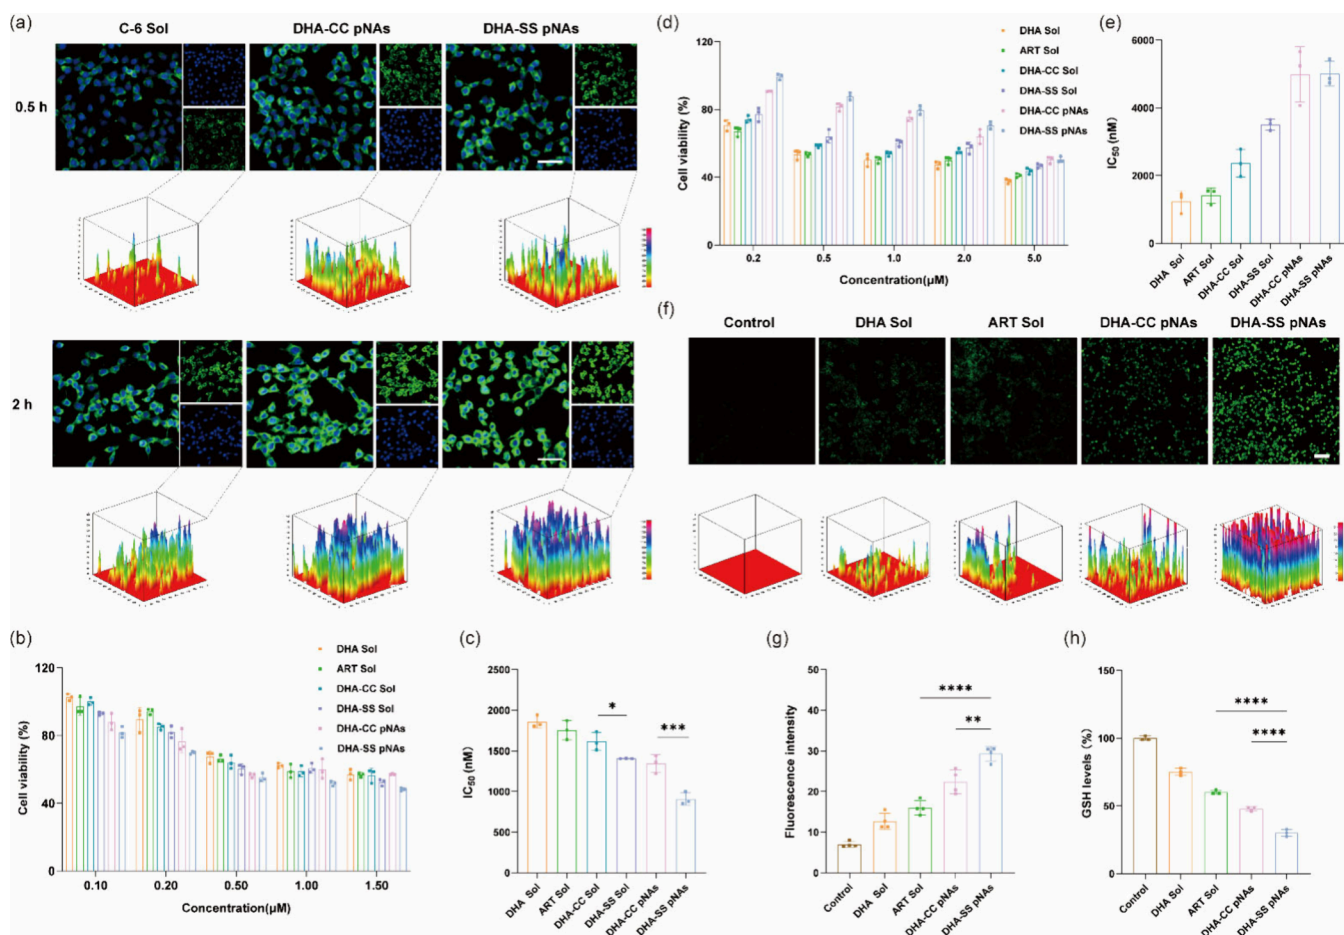 (a)
C-6 Sol DHA-CC pNAs DHA-SS pNAs
0.5 h
2 h
(b)
Cell viability (%)
120
80
40
0
0.10 0.20 0.50 1.00 1.50
Concentration(μM)
DHA Sol
ART Sol
DHA-CC Sol
DHA-SS Sol
DHA-CC pNAs
DHA-SS pNAs
(c)
IC50 (nM)
2500
2000
1500
1000
500
0
*
***
DHA Sol
ART Sol
DHA-CC Sol
DHA-SS Sol
DHA-CC pNAs
DHA-SS pNAs
(d)
Cell viability (%)
120
80
40
0
0.2 0.5 1.0 2.0 5.0
Concentration(μM)
DHA Sol
ART Sol
DHA-CC Sol
DHA-SS Sol
DHA-CC pNAs
DHA-SS pNAs
(e)
IC50 (nM)
6000
4000
2000
0
DHA Sol
ART Sol
DHA-CC Sol
DHA-SS Sol
DHA-CC pNAs
DHA-SS pNAs
(f)
Control DHA Sol ART Sol DHA-CC pNAs DHA-SS pNAs
(g)
Fluorescence intensity
50
40
30
20
10
0
****
**
Control
DHA Sol
ART Sol
DHA-CC pNAs
DHA-SS pNAs
(h)
GSH levels (%)
150
100
50
0
****
****
Control
DHA Sol
ART Sol
DHA-CC pNAs
DHA-SS pNAs